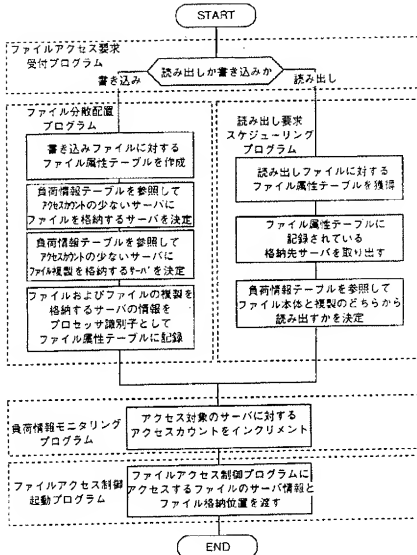 START
ファイルアクセス要求
受付プログラム
読み出しか書き込みか
書き込み
読み出し
ファイル分散配置
プログラム
書き込みファイルに対する
ファイル属性テーブルを作成
負荷情報テーブルを参照して
アクセスカウントの少ないサーバに
ファイルを格納するサーバを決定
負荷情報テーブルを参照して
アクセスカウントの少ないサーバに
ファイル複製を格納するサーバを決定
ファイルおよびファイルの複製を
格納するサーバの情報を
プロセッサ識別子として
ファイル属性テーブルに記録
読み出し要求
スケジューリング
プログラム
読み出しファイルに対する
ファイル属性テーブルを獲得
ファイル属性テーブルに
記録されている
格納先サーバを取り出す
負荷情報テーブルを参照して
ファイル本体と複製のどちらから
読み出すかを決定
負荷情報モニタリング
プログラム
アクセス対象のサーバに対する
アクセスカウントをインクリメント
ファイルアクセス制御
起動プログラム
ファイルアクセス制御プログラムに
アクセスするファイルのサーバ情報と
ファイル格納位置を渡す
END